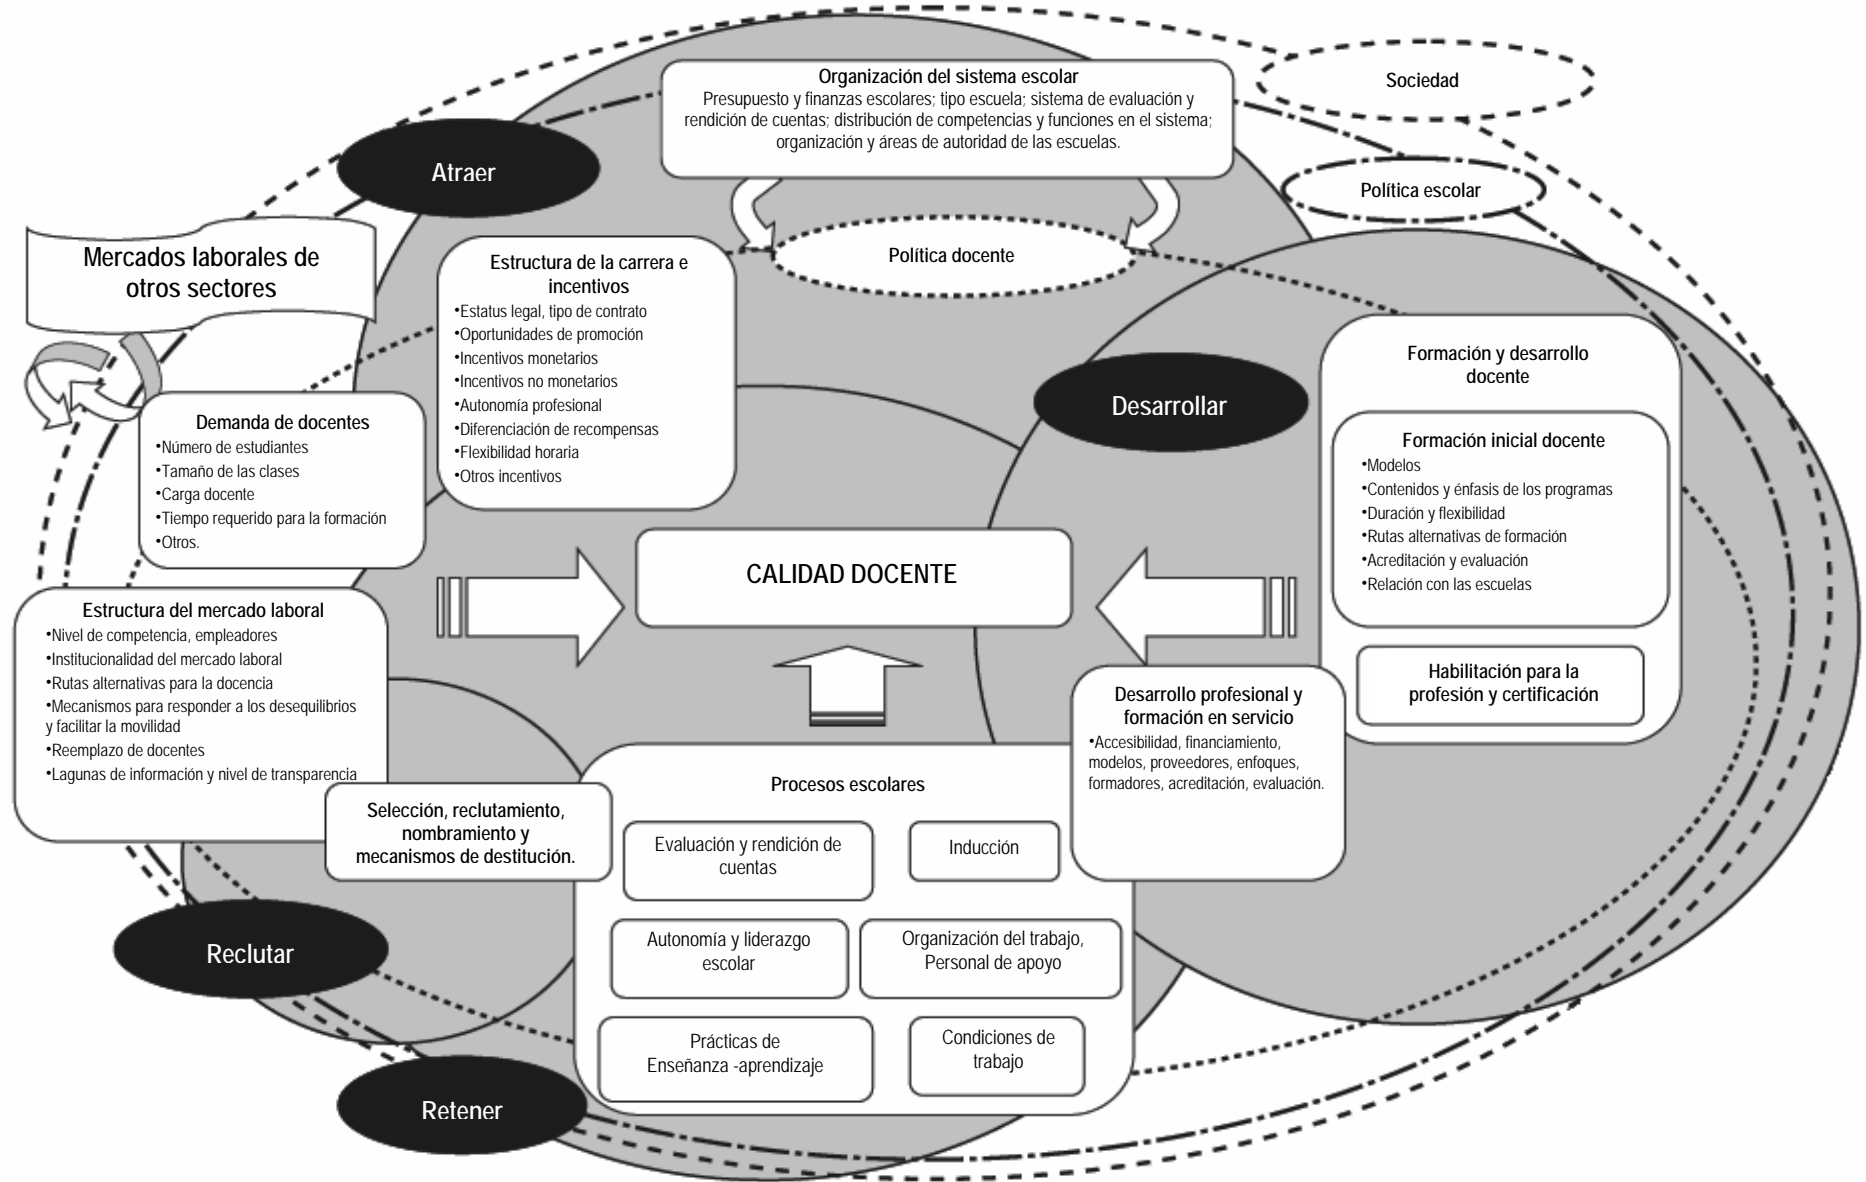 Organización del sistema escolar
Presupuesto y finanzas escolares; tipo escuela; sistema de evaluación y
rendición de cuentas; distribución de competencias y funciones en el sistema;
organización y áreas de autoridad de las escuelas.
Sociedad
Atraer
Política escolar
Mercados laborales de
otros sectores
Política docente
Estructura de la carrera e
incentivos
•Estatus legal, tipo de contrato
•Oportunidades de promoción
•Incentivos monetarios
•Incentivos no monetarios
•Autonomía profesional
•Diferenciación de recompensas
•Flexibilidad horaria
•Otros incentivos
Desarrollar
Formación y desarrollo
docente
Formación inicial docente
•Modelos
•Contenidos y énfasis de los programas
•Duración y flexibilidad
•Rutas alternativas de formación
•Acreditación y evaluación
•Relación con las escuelas
Habilitación para la
profesión y certificación
Demanda de docentes
•Número de estudiantes
•Tamaño de las clases
•Carga docente
•Tiempo requerido para la formación
•Otros.
CALIDAD DOCENTE
Estructura del mercado laboral
•Nivel de competencia, empleadores
•Institucionalidad del mercado laboral
•Rutas alternativas para la docencia
•Mecanismos para responder a los desequilibrios
y facilitar la movilidad
•Reemplazo de docentes
•Lagunas de información y nivel de transparencia
Desarrollo profesional y
formación en servicio
•Accesibilidad, financiamiento,
modelos, proveedores, enfoques,
formadores, acreditación, evaluación.
Selección, reclutamiento,
nombramiento y
mecanismos de destitución.
Procesos escolares
Evaluación y rendición de
cuentas
Inducción
Autonomía y liderazgo
escolar
Organización del trabajo,
Personal de apoyo
Prácticas de
Enseñanza -aprendizaje
Condiciones de
trabajo
Reclutar
Retener